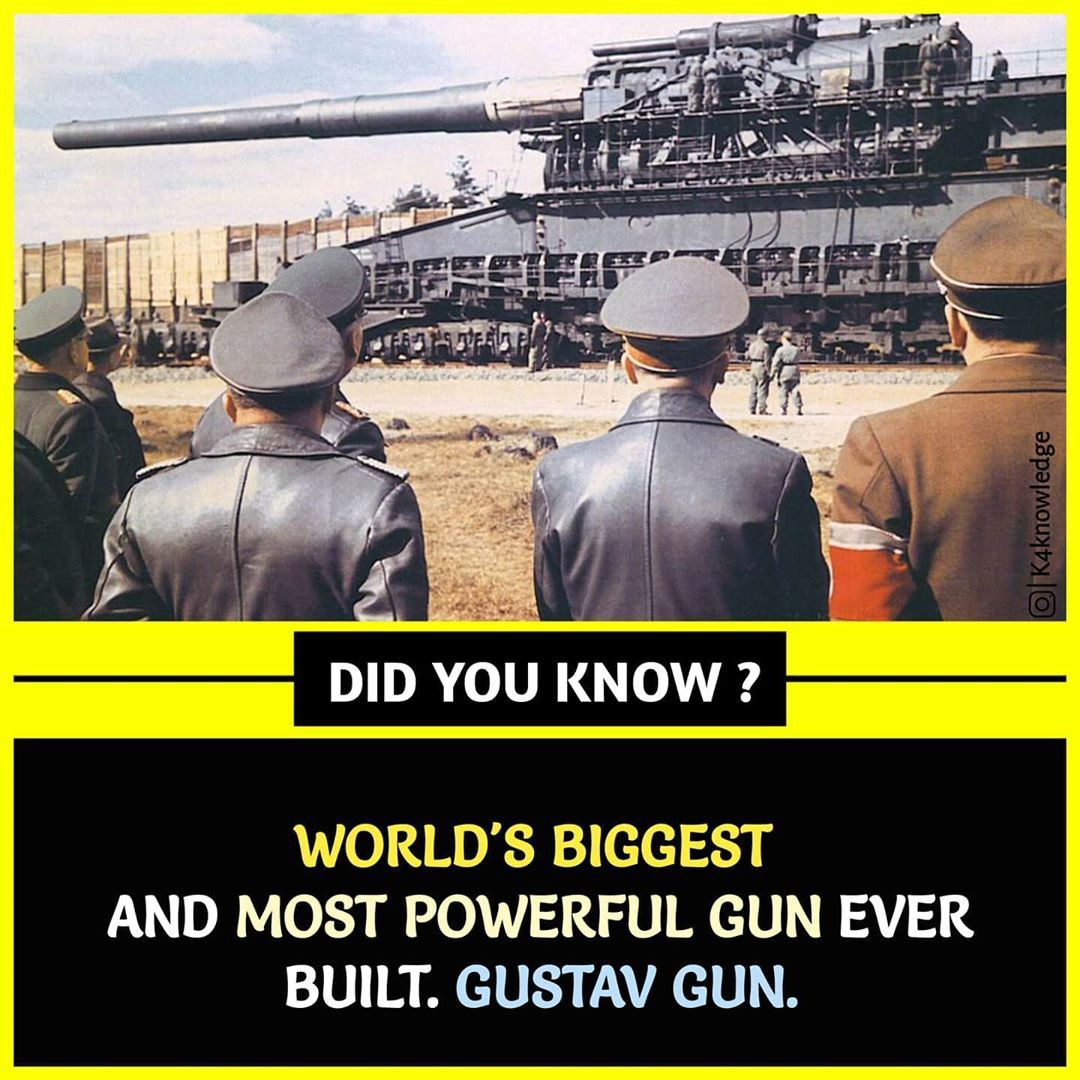 K4knowledge
DID YOU KNOW ?
WORLD'S BIGGEST
AND MOST POWERFUL GUN EVER
BUILT. GUSTAV GUN.